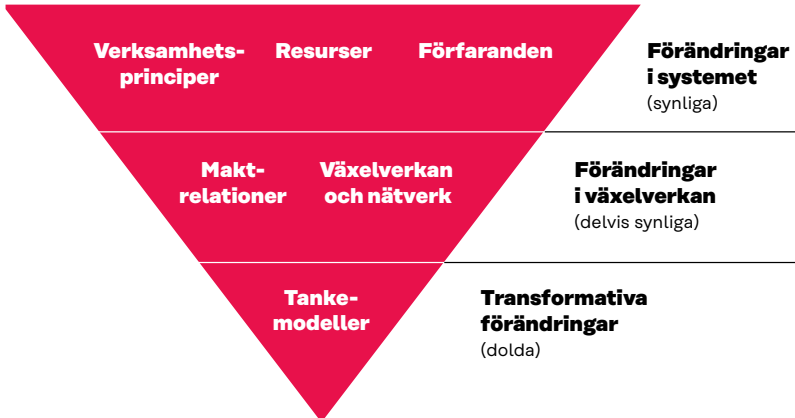 Verksamhets-
principer
Resurser
Förfaranden
Förändringar
i systemet
(synliga)
Makt-
relationer
Växelverkan
och nätverk
Förändringar
i växelverkan
(delvis synliga)
Tanke-
modeller
Transformativa
förändringar
(dolda)